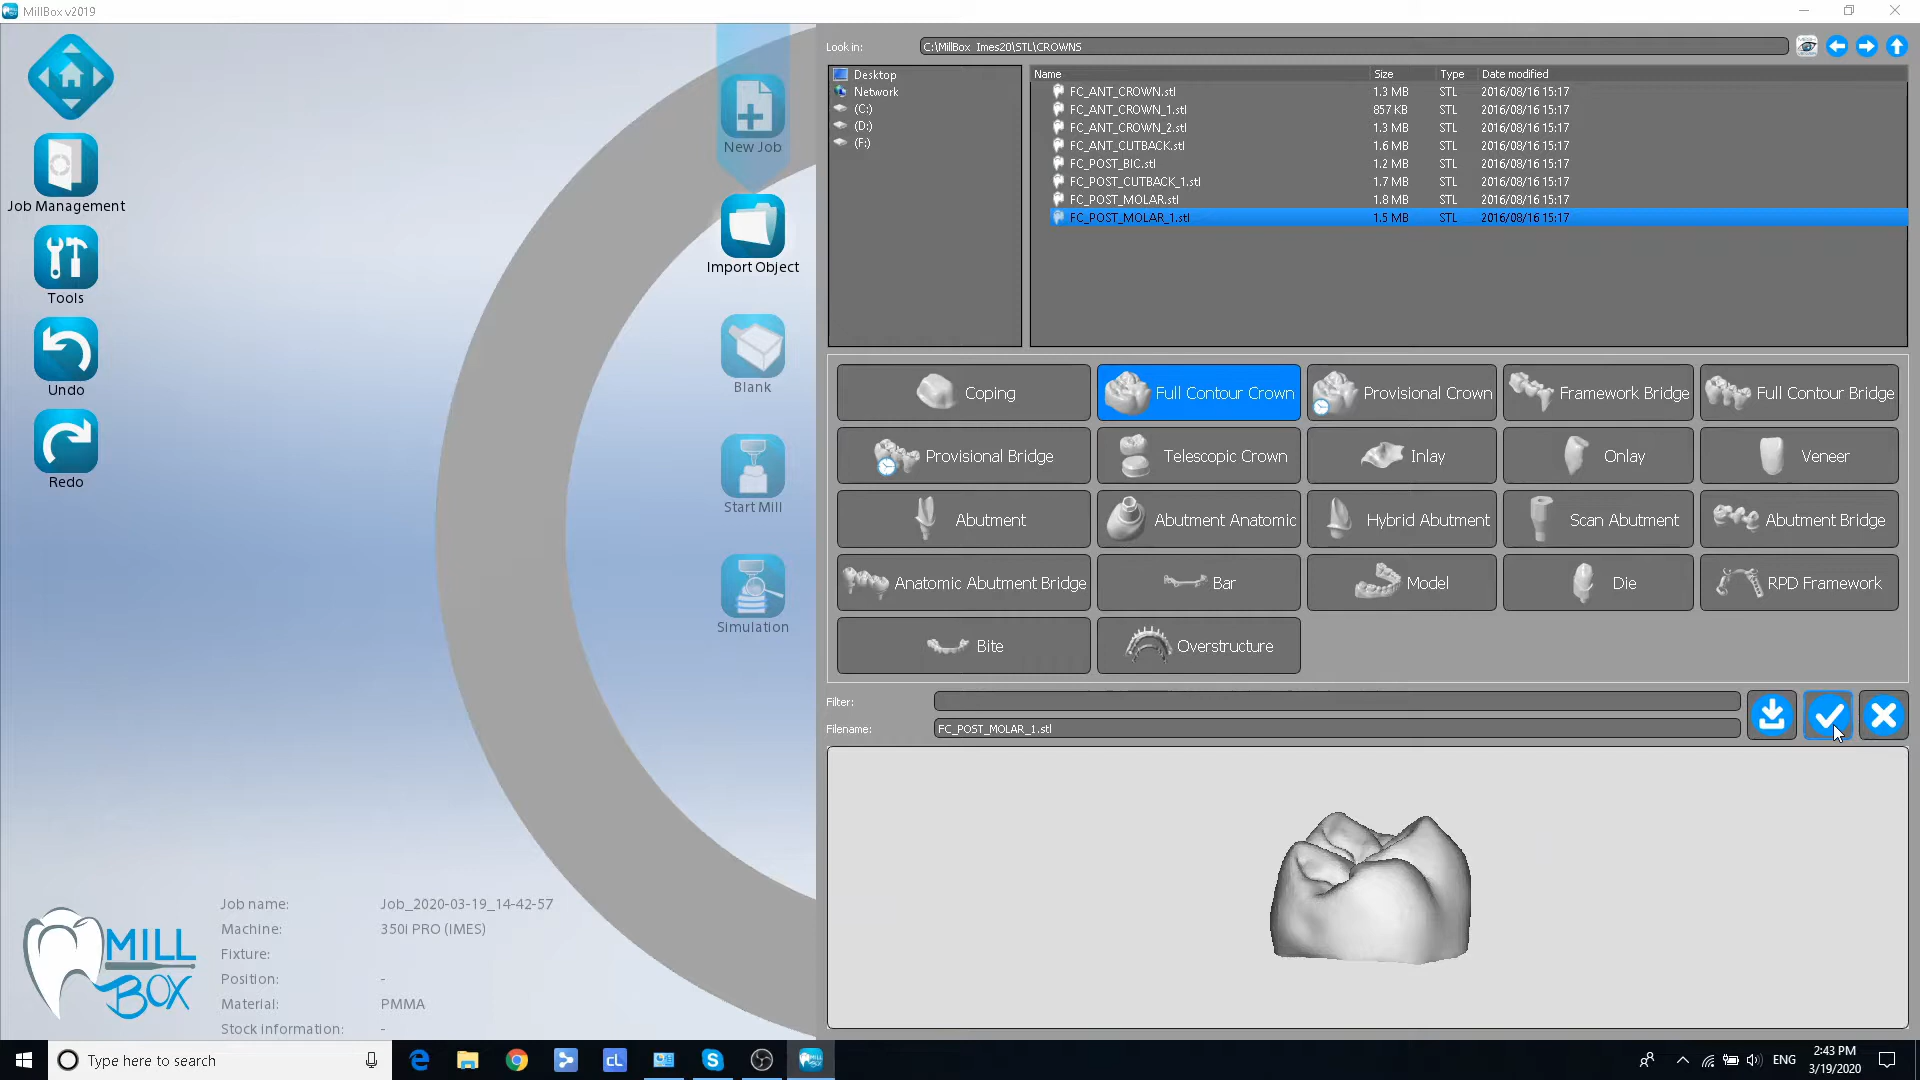 MillBox v2019
Job Management
Tools
Undo
Redo
New Job
Import Object
Blank
Start Mill
Simulation
Look in:
C:\MillBox Imes20\STL\CROWNS
Desktop
Network
(C:)
(D:)
(F:)
Name Size Type Date modified
FC_ANT_CROWN.stl 1.3 MB STL 2016/08/16 15:17
FC_ANT_CROWN_1.stl 857 KB STL 2016/08/16 15:17
FC_ANT_CROWN_2.stl 1.3 MB STL 2016/08/16 15:17
FC_ANT_CUTBACK.stl 1.6 MB STL 2016/08/16 15:17
FC_POST_BIC.stl 1.2 MB STL 2016/08/16 15:17
FC_POST_CUTBACK_1.stl 1.7 MB STL 2016/08/16 15:17
FC_POST_MOLAR.stl 1.8 MB STL 2016/08/16 15:17
FC_POST_MOLAR_1.stl 1.5 MB STL 2016/08/16 15:17
Coping Full Contour Crown Provisional Crown Framework Bridge Full Contour Bridge
Provisional Bridge Telescopic Crown Inlay Onlay Veneer
Abutment Abutment Anatomic Hybrid Abutment Scan Abutment Abutment Bridge
Anatomic Abutment Bridge Bar Model Die RPD Framework
Bite Overstructure
Filter:
Filename: FC_POST_MOLAR_1.stl
MILL
BOX
Job name: Job_2020-03-19_14-42-57
Machine: 350i PRO (IMES)
Fixture:
Position: -
Material: PMMA
Stock information: -
Type here to search
cL
MILL
BOX
ENG
2:43 PM
3/19/2020